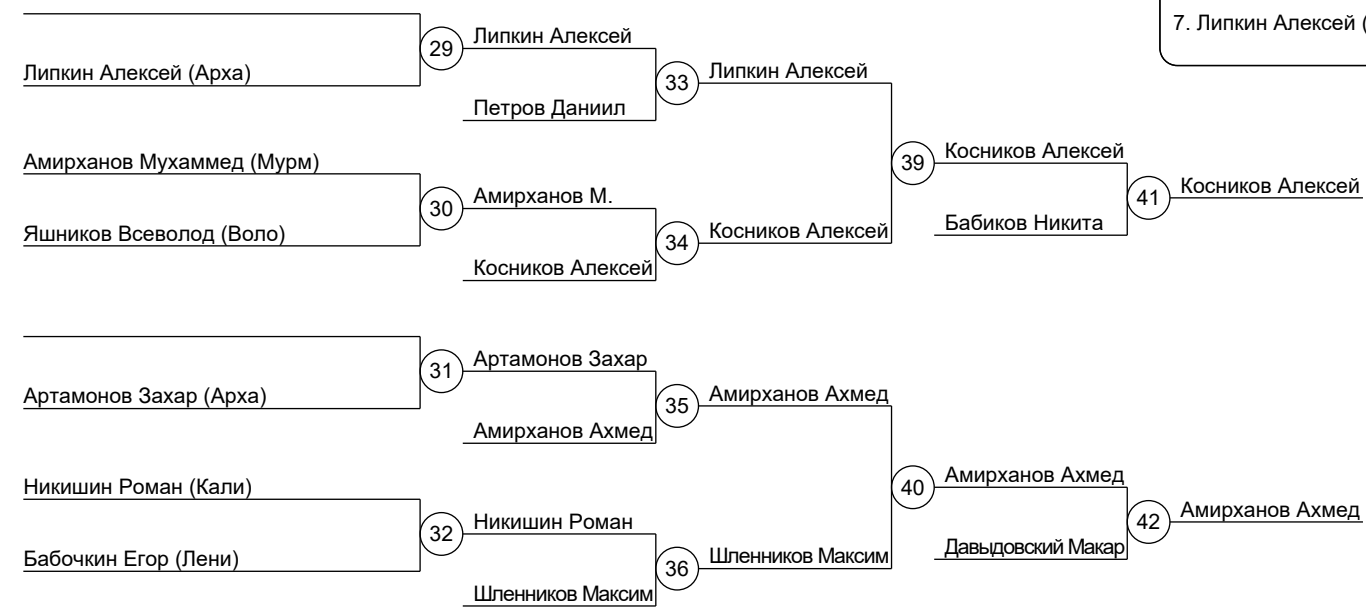 7. Липкин Алексей (
29
Липкин Алексей
Липкин Алексей (Арха)
33
Липкин Алексей
Петров Даниил
Амирханов Мухаммед (Мурм)
39
Косников Алексей
30
Амирханов М.
41
Косников Алексей
Яшников Всеволод (Воло)
34
Косников Алексей
Бабиков Никита
Косников Алексей
31
Артамонов Захар
Артамонов Захар (Арха)
35
Амирханов Ахмед
Амирханов Ахмед
Никишин Роман (Кали)
40
Амирханов Ахмед
32
Никишин Роман
42
Амирханов Ахмед
Бабочкин Егор (Лени)
36
Шленников Максим
Давыдовский Макар
Шленников Максим